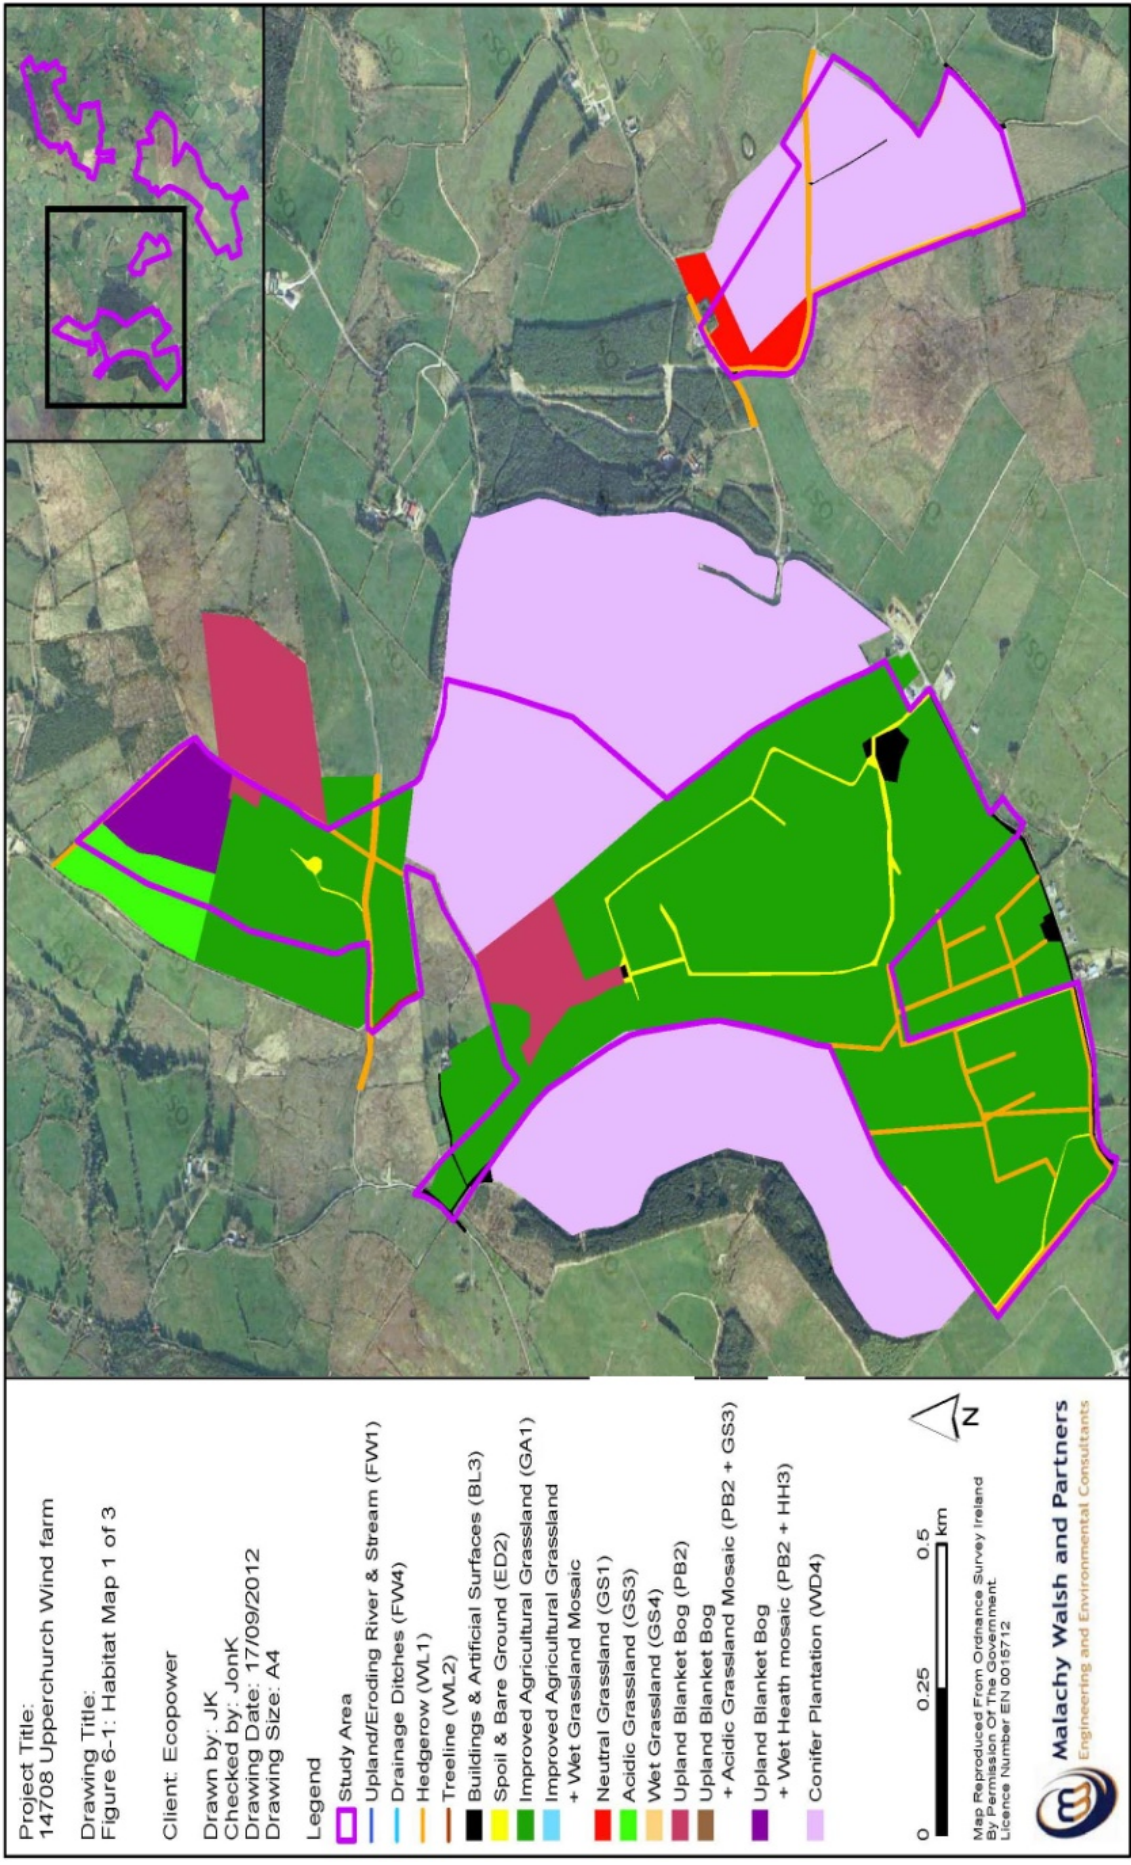 Project Title:
14708 Upperchurch Wind farm
Drawing Title:
Figure 6-1: Habitat Map 1 of 3
Client: Ecopower
Drawn by: JK
Checked by: JonK
Drawing Date: 17/09/2012
Drawing Size: A4
Legend
Study Area
Upland/Eroding River & Stream (FW1)
Drainage Ditches (FW4)
Hedgerow (WL1)
Treeline (WL2)
Buildings & Artificial Surfaces (BL3)
Spoil & Bare Ground (ED2)
Improved Agricultural Grassland (GA1)
Improved Agricultural Grassland
+ Wet Grassland Mosaic
Neutral Grassland (GS1)
Acidic Grassland (GS3)
Wet Grassland (GS4)
Upland Blanket Bog (PB2)
Upland Blanket Bog
+ Acidic Grassland Mosaic (PB2 + GS3)
Upland Blanket Bog
+ Wet Heath mosaic (PB2 + HH3)
Conifer Plantation (WD4)
0 0.25 0.5
km
N
Map Reproduced From Ordnance Survey Ireland
By Permission Of The Government.
Licence Number EN 0015712
Malachy Walsh and Partners
Engineering and Environmental Consultants